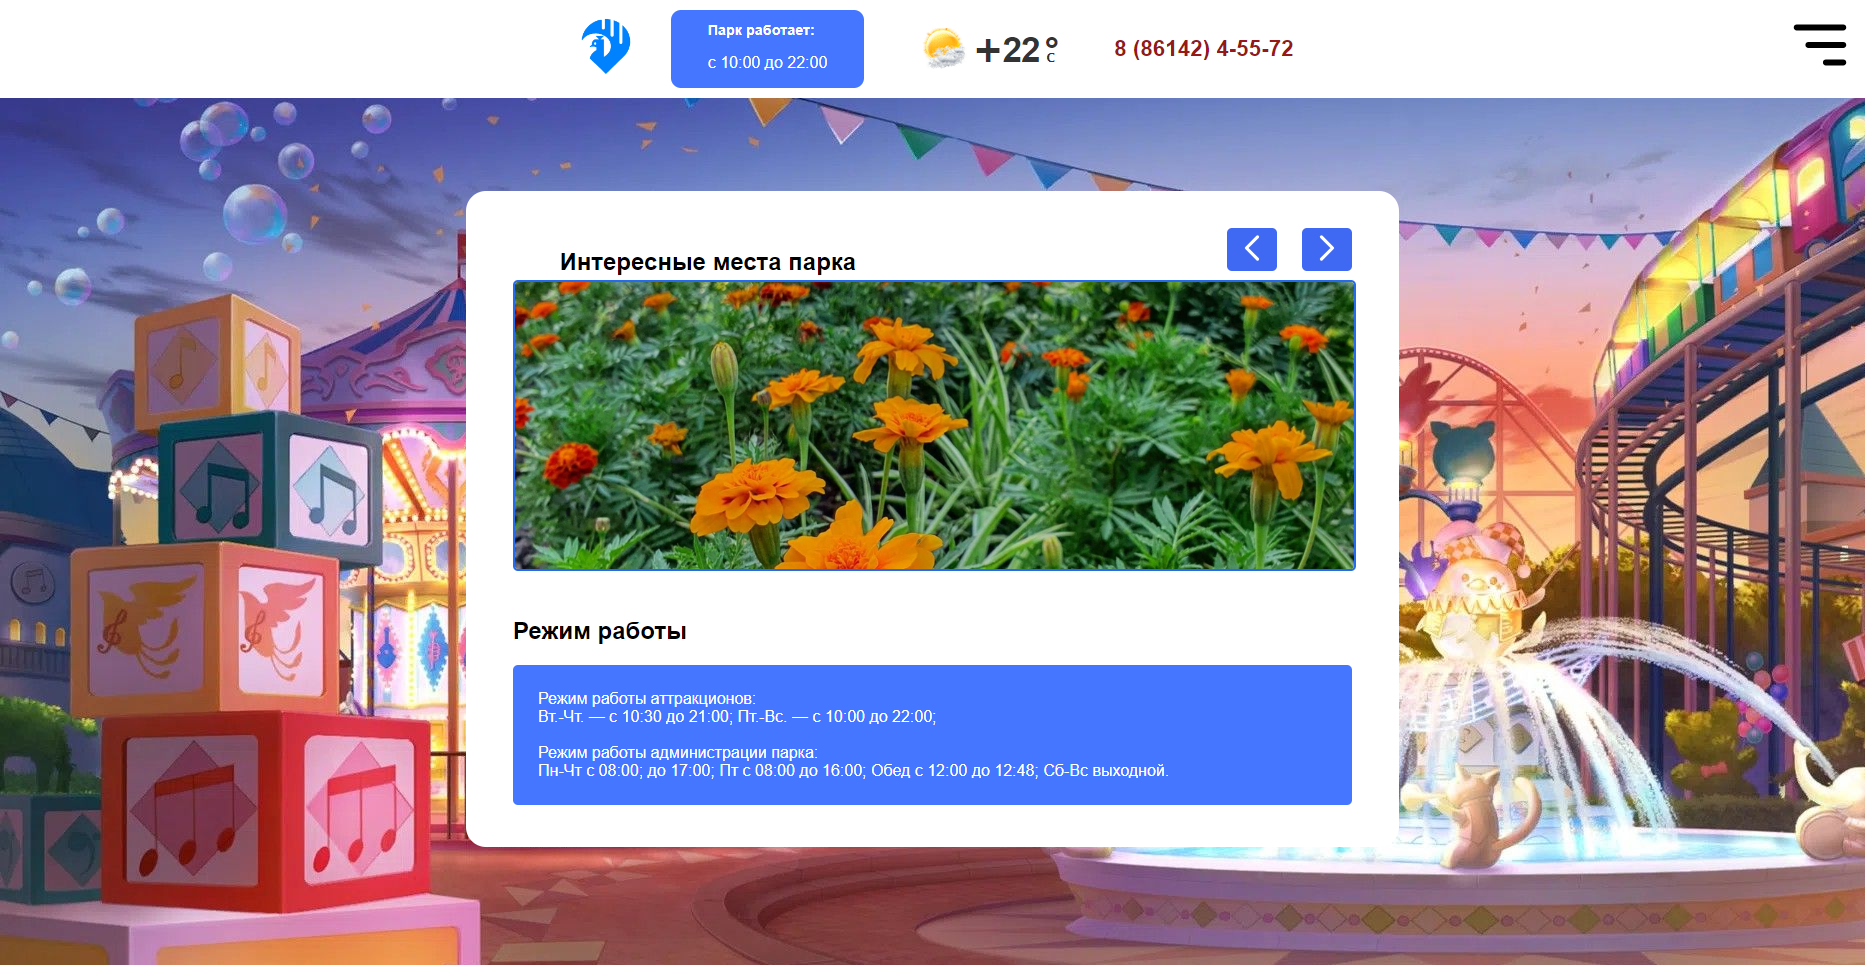 Парк работает:
с 10:00 до 22:00
+22°
C
8 (86142) 4-55-72
Интересные места парка
Режим работы
Режим работы аттракционов:
Вт.-Чт. — с 10:30 до 21:00; Пт.-Вс. — с 10:00 до 22:00;
Режим работы администрации парка:
Пн-Чт с 08:00; до 17:00; Пт с 08:00 до 16:00; Обед с 12:00 до 12:48; Сб-Вс выходной.